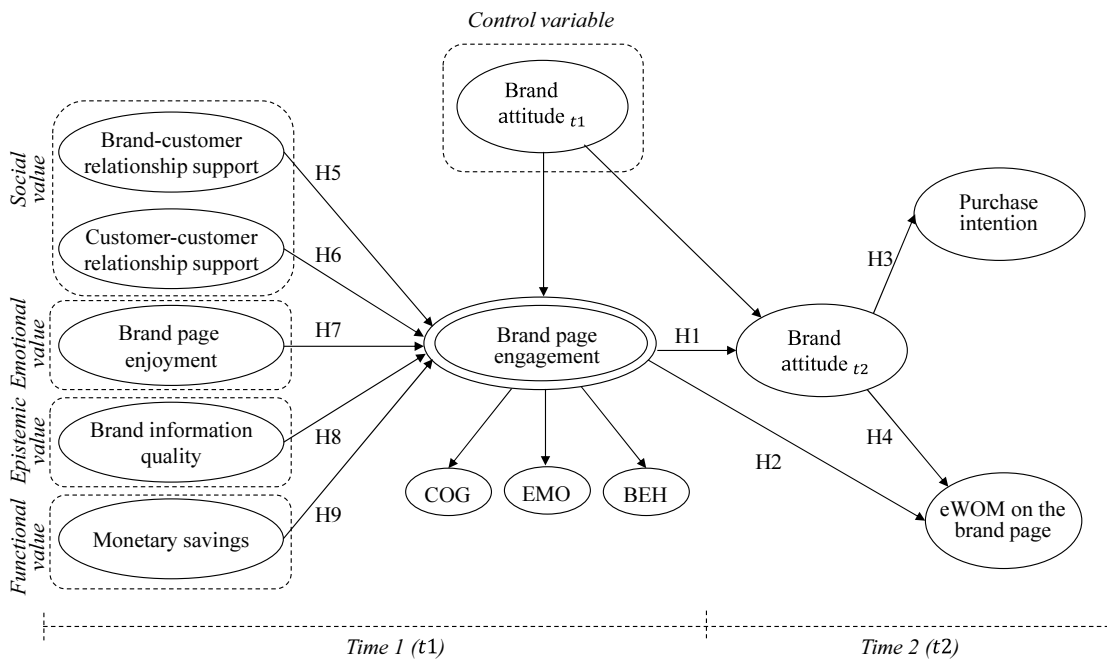 Control variable
Brand
attitude t1
Social
value
Brand-customer
relationship support
H5
Customer-customer
relationship support
H6
Purchase
intention
H3
Emotional value
Brand page
enjoyment
H7
Brand page
engagement
H1
Brand
attitude t2
Epistemic value
Brand information
quality
H8
H2
H4
COG
EMO
BEH
Functional
value
Monetary savings
H9
eWOM on the
brand page
Time 1 (t1)
Time 2 (t2)